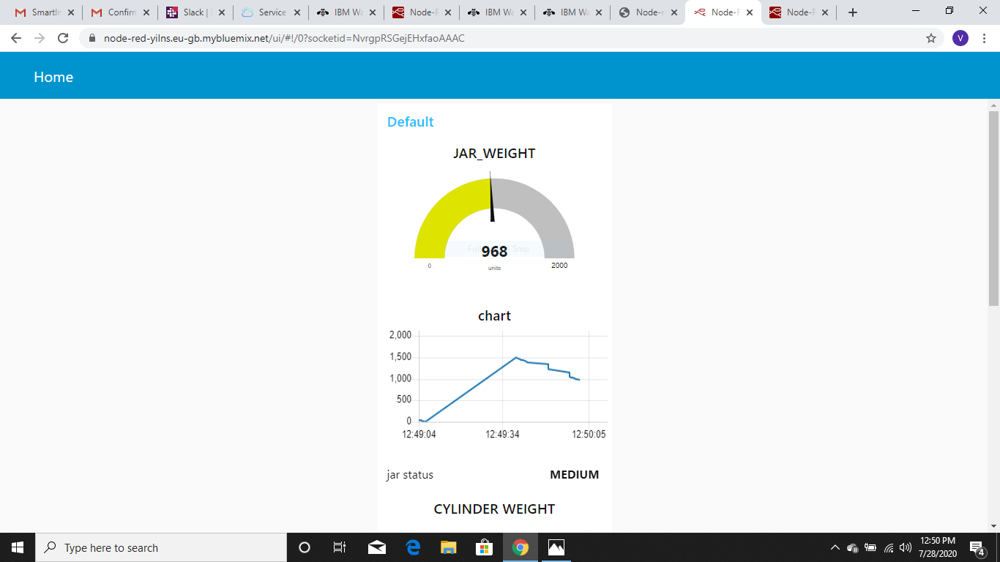 SmartIn
Confirm
Slack |
Service
IBM Wa
Node-F
IBM Wa
IBM Wa
Node-r
Node-F
Node-F
node-red-yilns.eu-gb.mybluemix.net/ui/#!/0?socketid=NvrgpRSGejEHxfaoAAAC
V
Home
Default
JAR_WEIGHT
968
0
units
2000
chart
2,000
1,500
1,000
500
0
12:49:04 12:49:34 12:50:05
jar status MEDIUM
CYLINDER WEIGHT
Type here to search
12:50 PM
7/28/2020
4